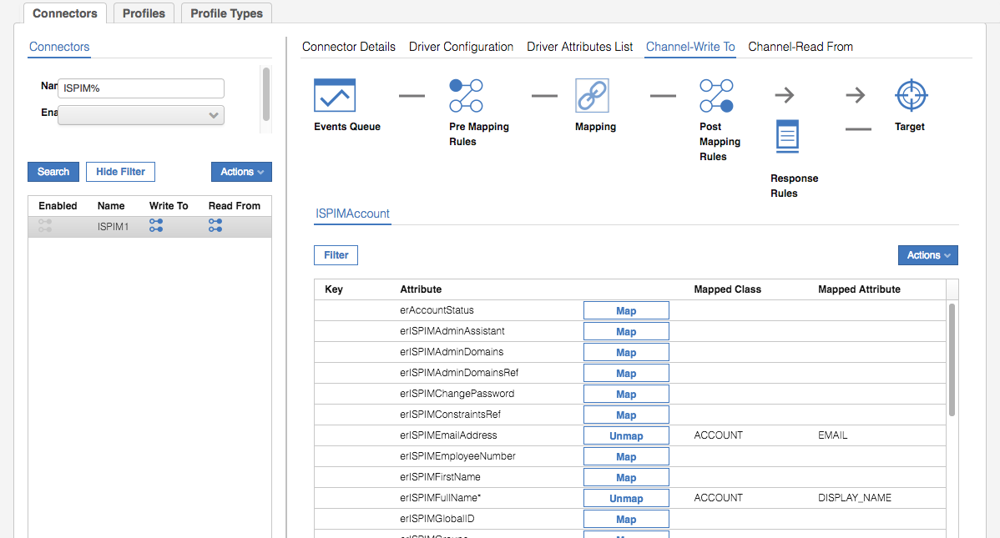 Connectors Profiles Profile Types
Connectors
Nar ISPIM%
Ena
Search Hide Filter Actions
Enabled Name Write To Read From
ISPIM1
Connector Details Driver Configuration Driver Attributes List Channel-Write To Channel-Read From
Events Queue
Pre Mapping
Rules
Mapping
Post
Mapping
Rules
Response
Rules
Target
ISPIMAccount
Filter Actions
Key Attribute Mapped Class Mapped Attribute
erAccountStatus Map
erISPIMAdminAssistant Map
erISPIMAdminDomains Map
erISPIMAdminDomainsRef Map
erISPIMChangePassword Map
erISPIMConstraintsRef Map
erISPIMEmailAddress Unmap ACCOUNT EMAIL
erISPIMEmployeeNumber Map
erISPIMFirstName Map
erISPIMFullName* Unmap ACCOUNT DISPLAY_NAME
erISPIMGlobalID Map